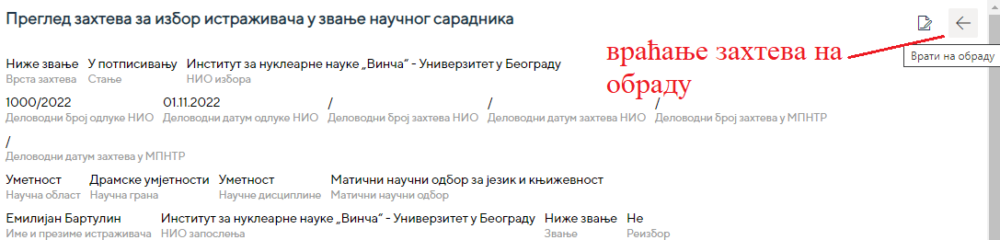 Преглед захтева за избор истраживача у звање научног сарадника
враћање захтева на
обраду
Врати на обраду
Ниже звање У потписивању Институт за нуклеарне науке „Винча“ - Универзитет у Београду
Врста захтева Стање НИО избора
1000/2022 01.11.2022 / / /
Деловодни број одлуке НИО Деловодни датум одлуке НИО Деловодни број захтева НИО Деловодни датум захтева НИО Деловодни број захтева у МПНТР
/
Деловодни датум захтева у МПНТР
Уметност Драмске умјетности Уметност Матични научни одбор за језик и књижевност
Научна област Научна грана Научне дисциплине Матични научни одбор
Емилијан Бартулин Институт за нуклеарне науке „Винча“ - Универзитет у Београду Ниже звање Не
Име и презиме истраживача НИО запослења Звање Реизбор